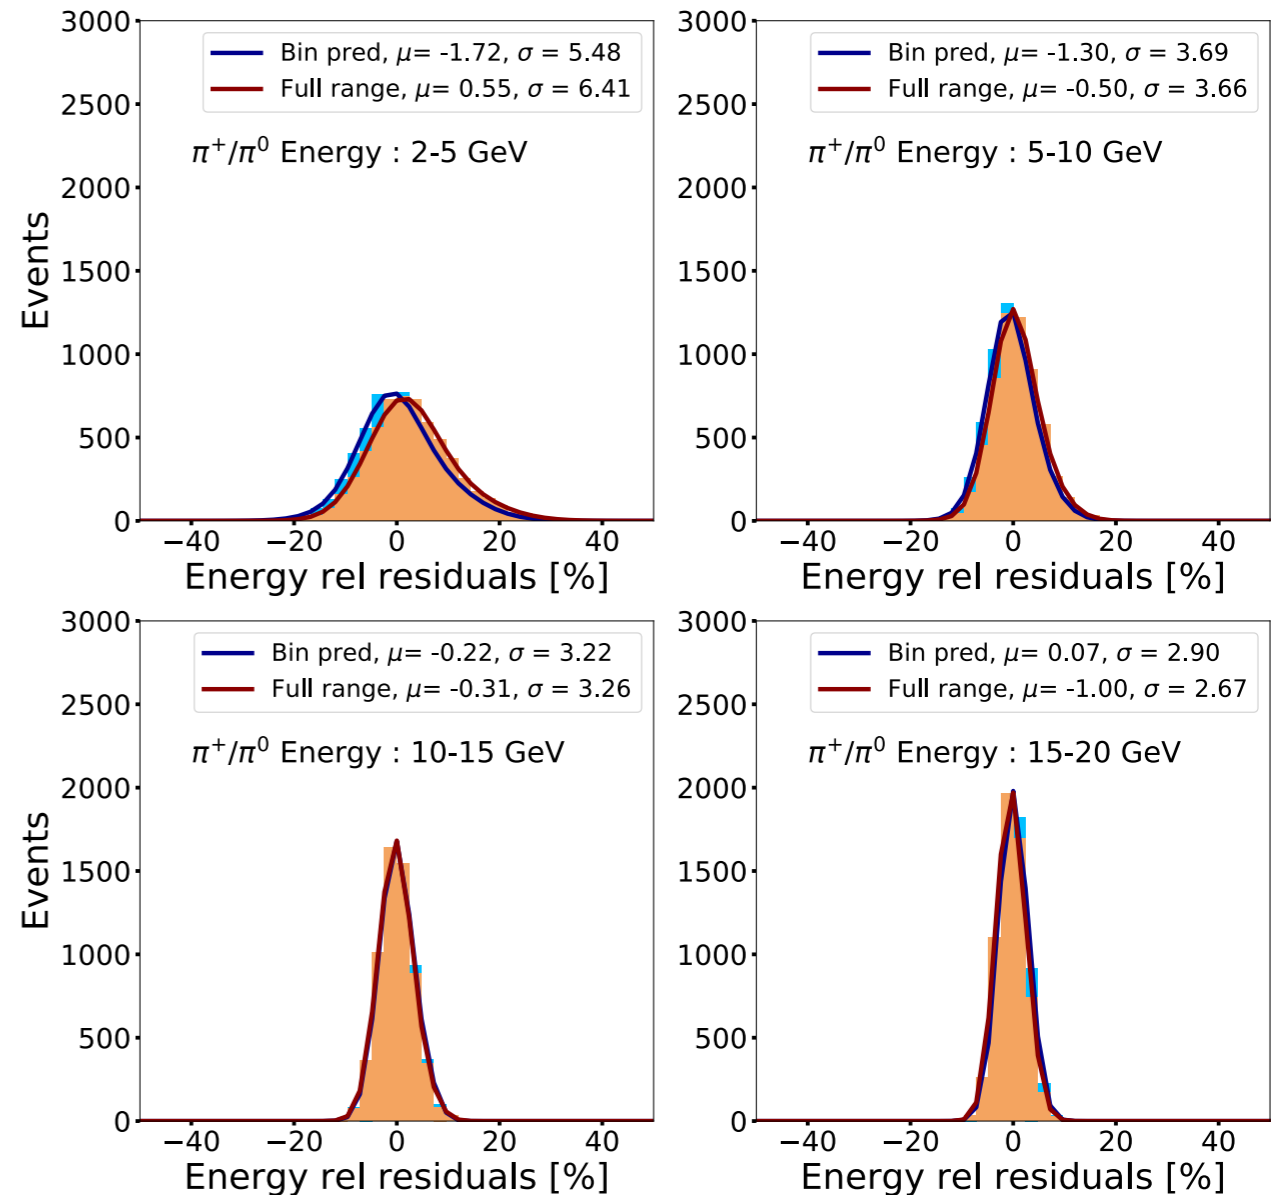 Bin pred, μ= -1.72, σ = 5.48
Full range, μ= 0.55, σ = 6.41
π⁺/π⁰ Energy : 2-5 GeV
Events
3000
2500
2000
1500
1000
500
0
−40 −20 0 20 40
Energy rel residuals [%]
Bin pred, μ= -1.30, σ = 3.69
Full range, μ= -0.50, σ = 3.66
π⁺/π⁰ Energy : 5-10 GeV
3000
2500
2000
1500
1000
500
0
−40 −20 0 20 40
Energy rel residuals [%]
Bin pred, μ= -0.22, σ = 3.22
Full range, μ= -0.31, σ = 3.26
π⁺/π⁰ Energy : 10-15 GeV
Events
3000
2500
2000
1500
1000
500
0
−40 −20 0 20 40
Energy rel residuals [%]
Bin pred, μ= 0.07, σ = 2.90
Full range, μ= -1.00, σ = 2.67
π⁺/π⁰ Energy : 15-20 GeV
3000
2500
2000
1500
1000
500
0
−40 −20 0 20 40
Energy rel residuals [%]